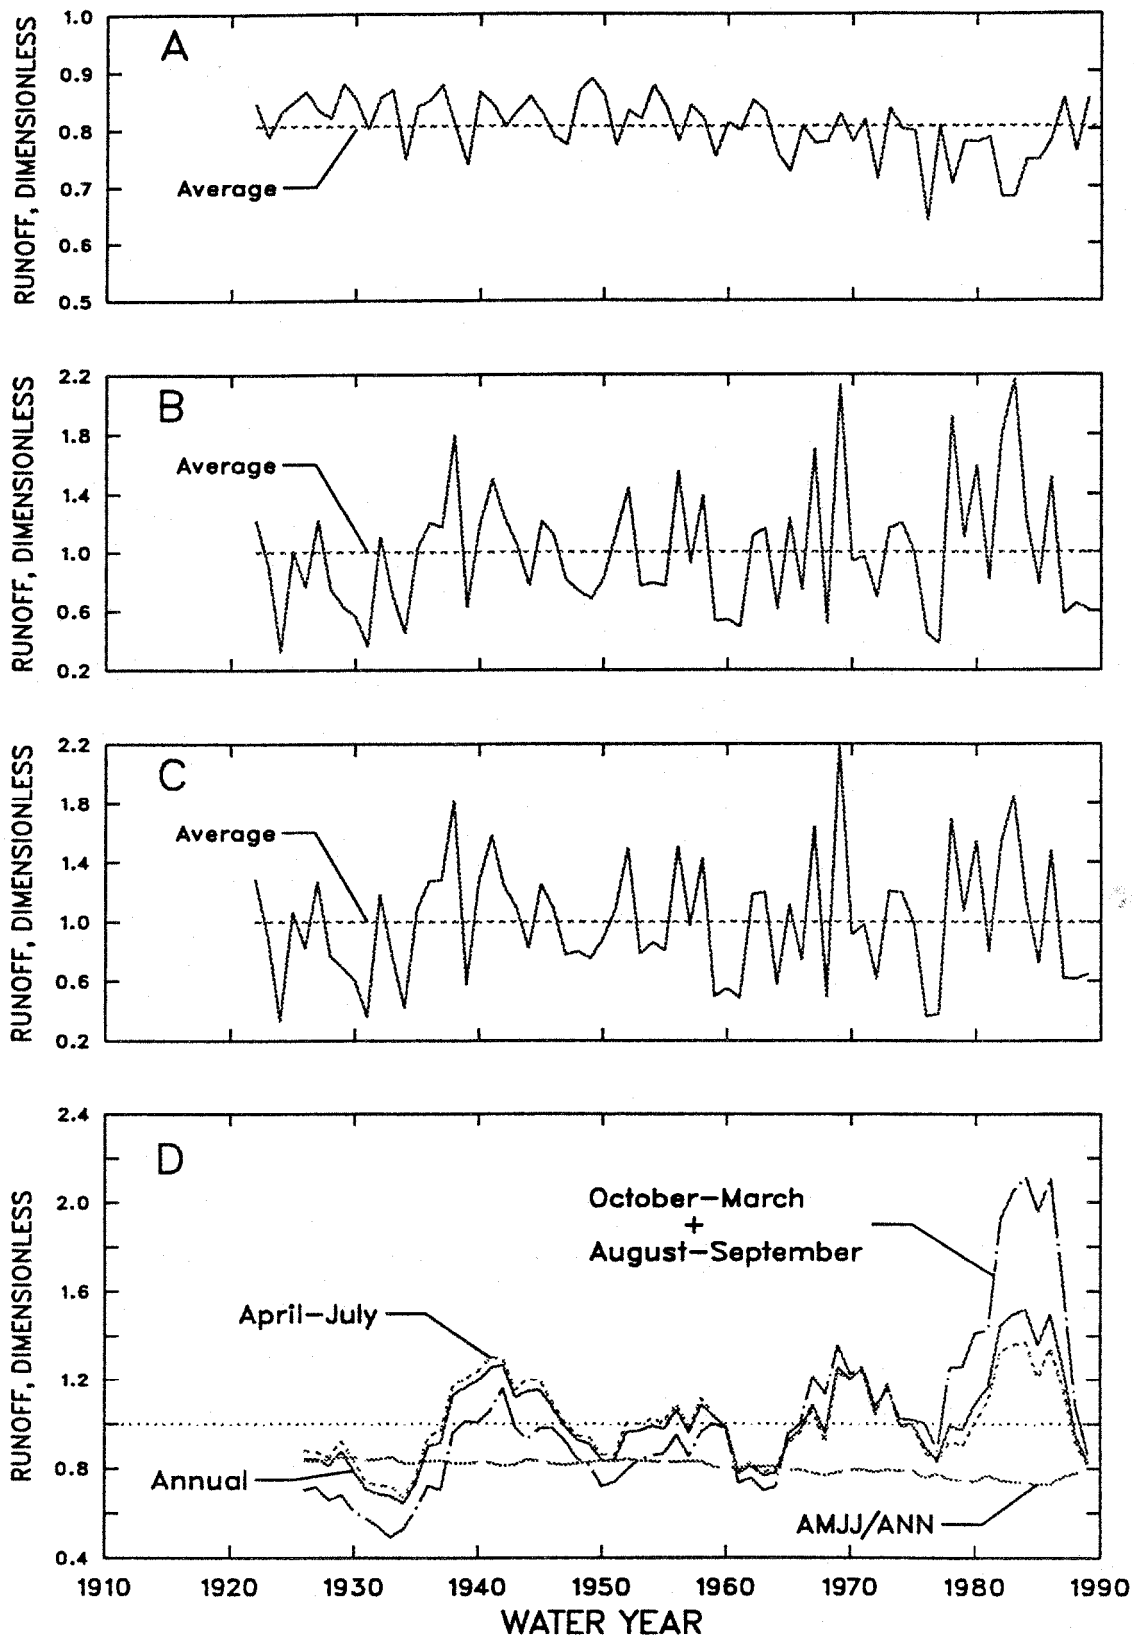 RUNOFF, DIMENSIONLESS
1.0
0.9
0.8
0.7
0.6
0.5
A
Average
RUNOFF, DIMENSIONLESS
2.2
1.8
1.4
1.0
0.6
0.2
B
Average
RUNOFF, DIMENSIONLESS
2.2
1.8
1.4
1.0
0.6
0.2
C
Average
RUNOFF, DIMENSIONLESS
2.4
2.0
1.6
1.2
0.8
0.4
D
October–March
+
August–September
April–July
Annual
AMJJ/ANN
1910 1920 1930 1940 1950 1960 1970 1980 1990
WATER YEAR